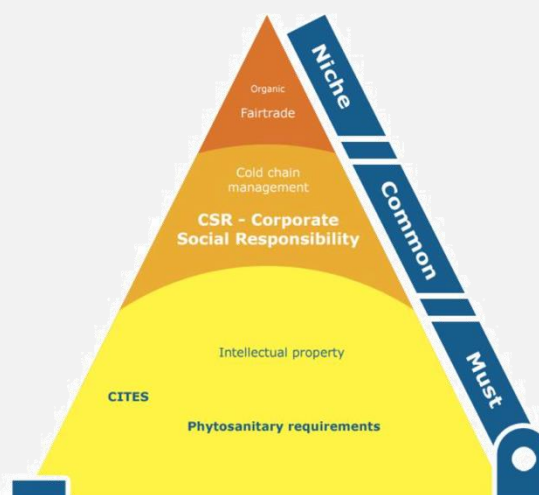 Organic
Fairtrade
Niche
Cold chain
management
CSR - Corporate
Social Responsibility
Common
Intellectual property
CITES
Phytosanitary requirements
Must